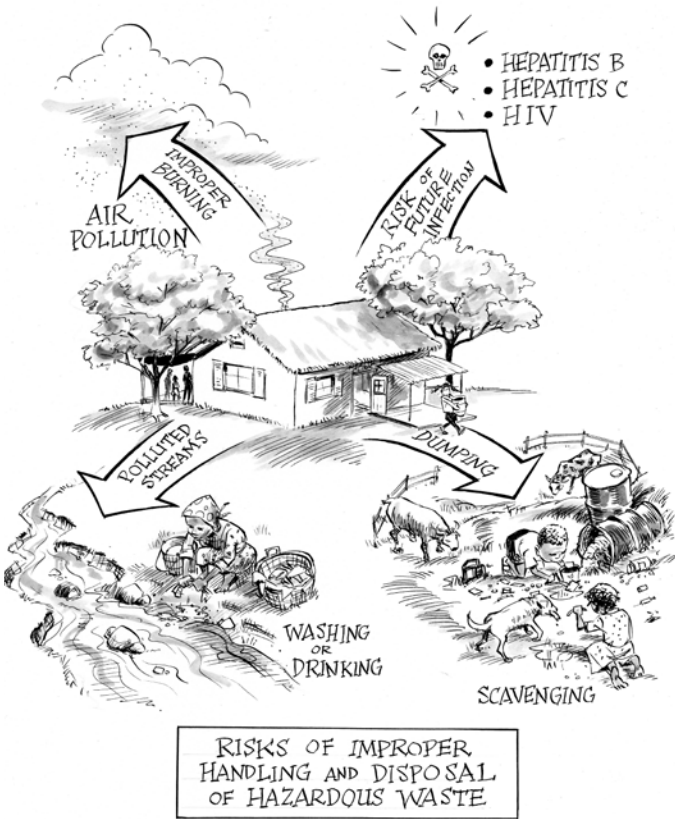 • HEPATITIS B
• HEPATITIS C
• HIV
IMPROPER
BURNING
AIR
POLLUTION
RISK OF
FUTURE
INFECTION
POLLUTED
STREAMS
DUMPING
WASHING
OR
DRINKING
SCAVENGING
RISKS OF IMPROPER
HANDLING AND DISPOSAL
OF HAZARDOUS WASTE